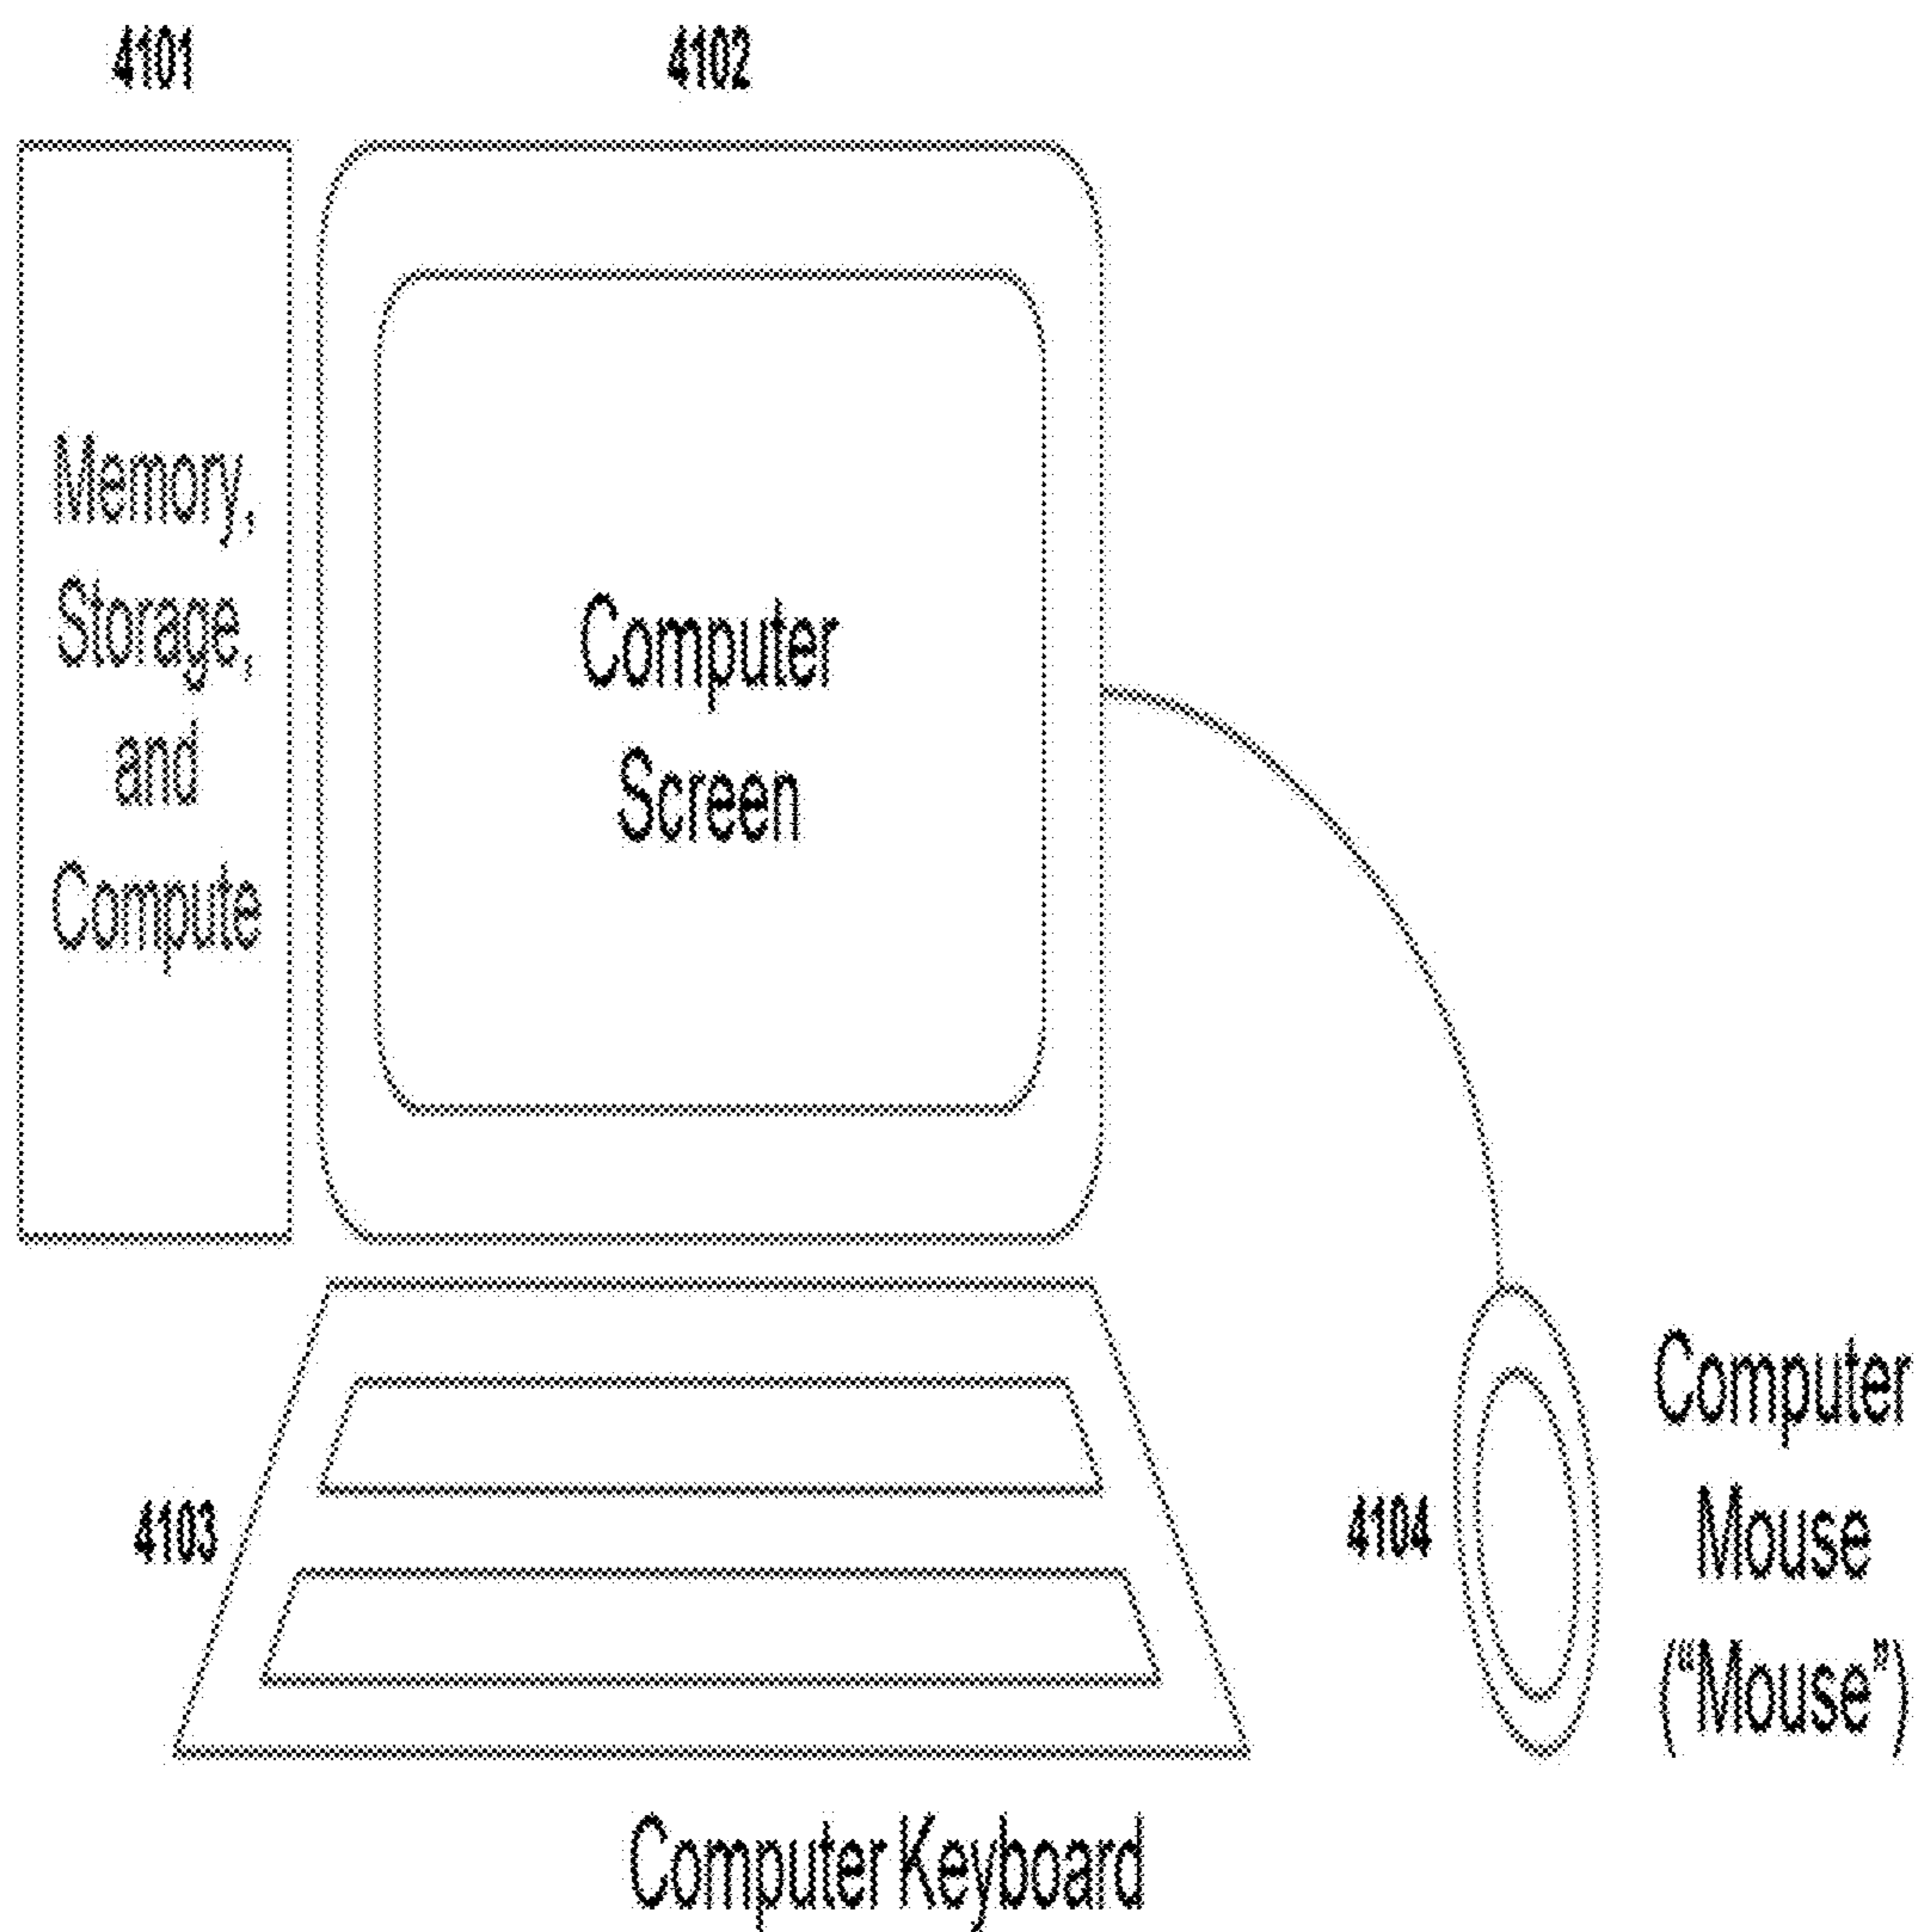 4101
4102
Memory,
Storage,
and
Compute
Computer
Screen
4103
4104
Computer
Mouse
(“Mouse”)
Computer Keyboard